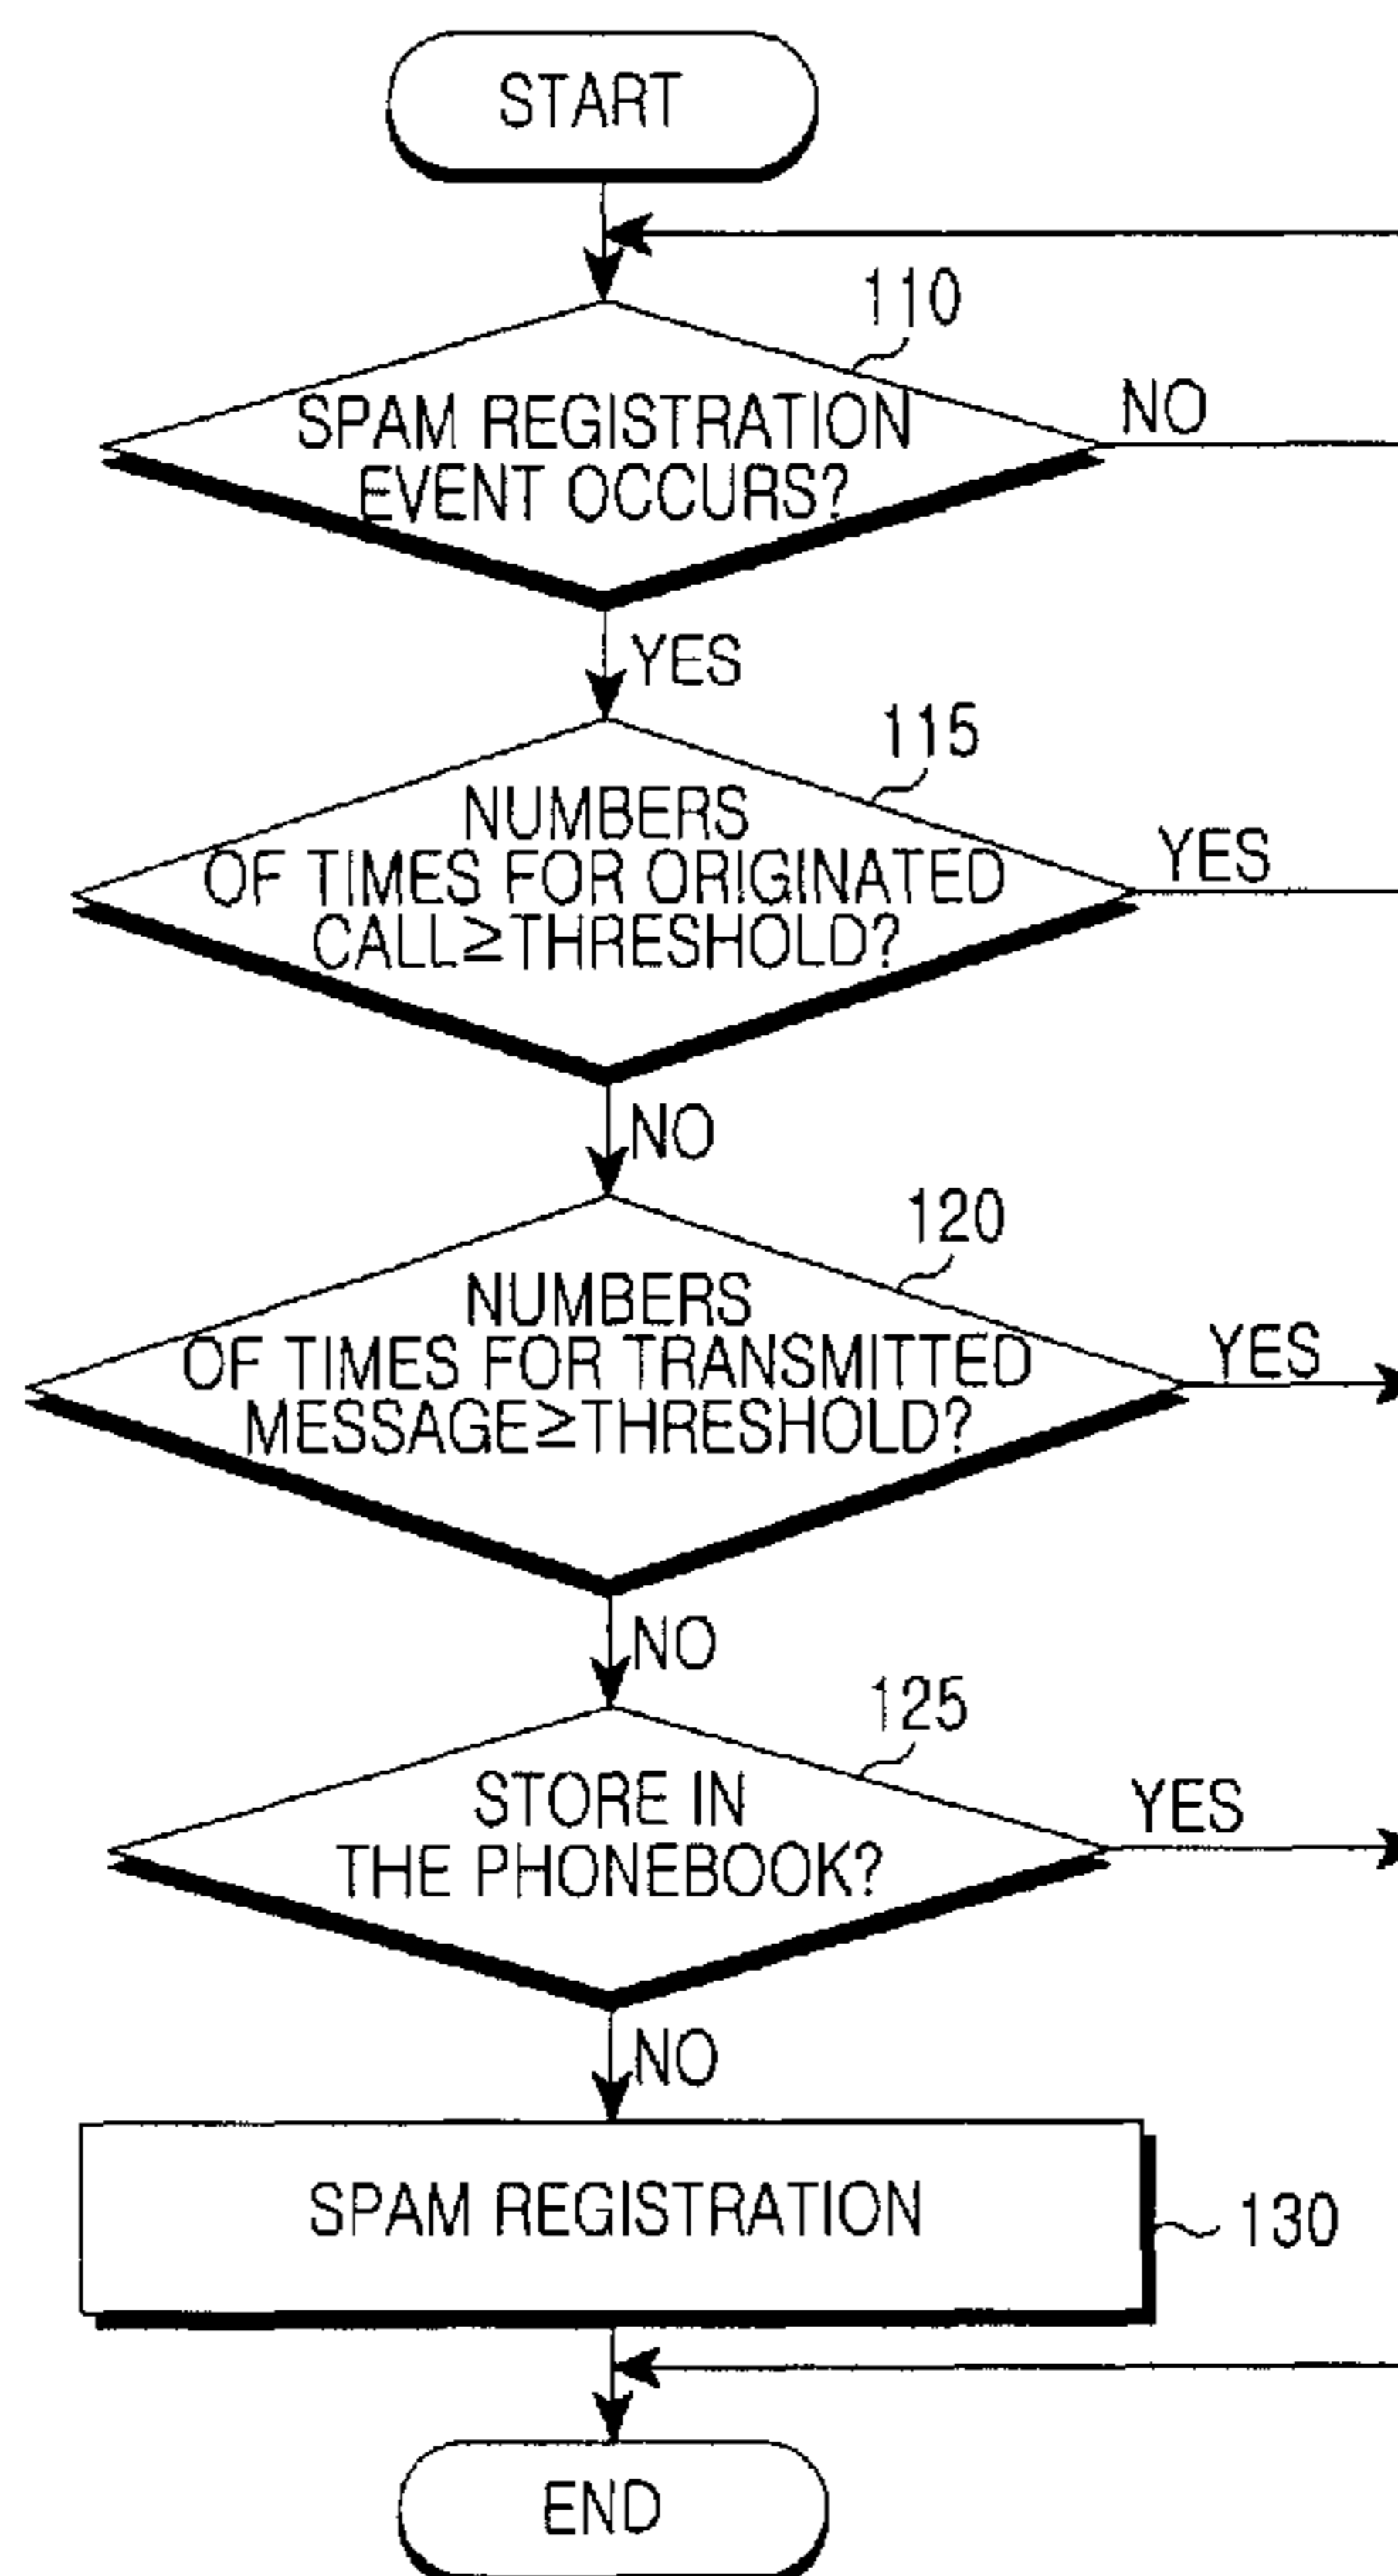 START
110
SPAM REGISTRATION
EVENT OCCURS?
NO
YES
115
NUMBERS
OF TIMES FOR ORIGINATED
CALL≥THRESHOLD?
YES
NO
120
NUMBERS
OF TIMES FOR TRANSMITTED
MESSAGE≥THRESHOLD?
YES
NO
125
STORE IN
THE PHONEBOOK?
YES
NO
SPAM REGISTRATION
130
END